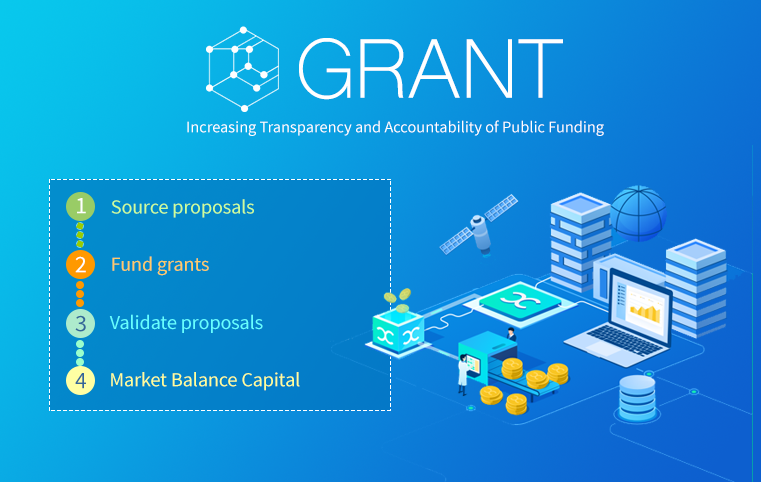 GRANT
Increasing Transparency and Accountability of Public Funding
1 Source proposals
2 Fund grants
3 Validate proposals
4 Market Balance Capital